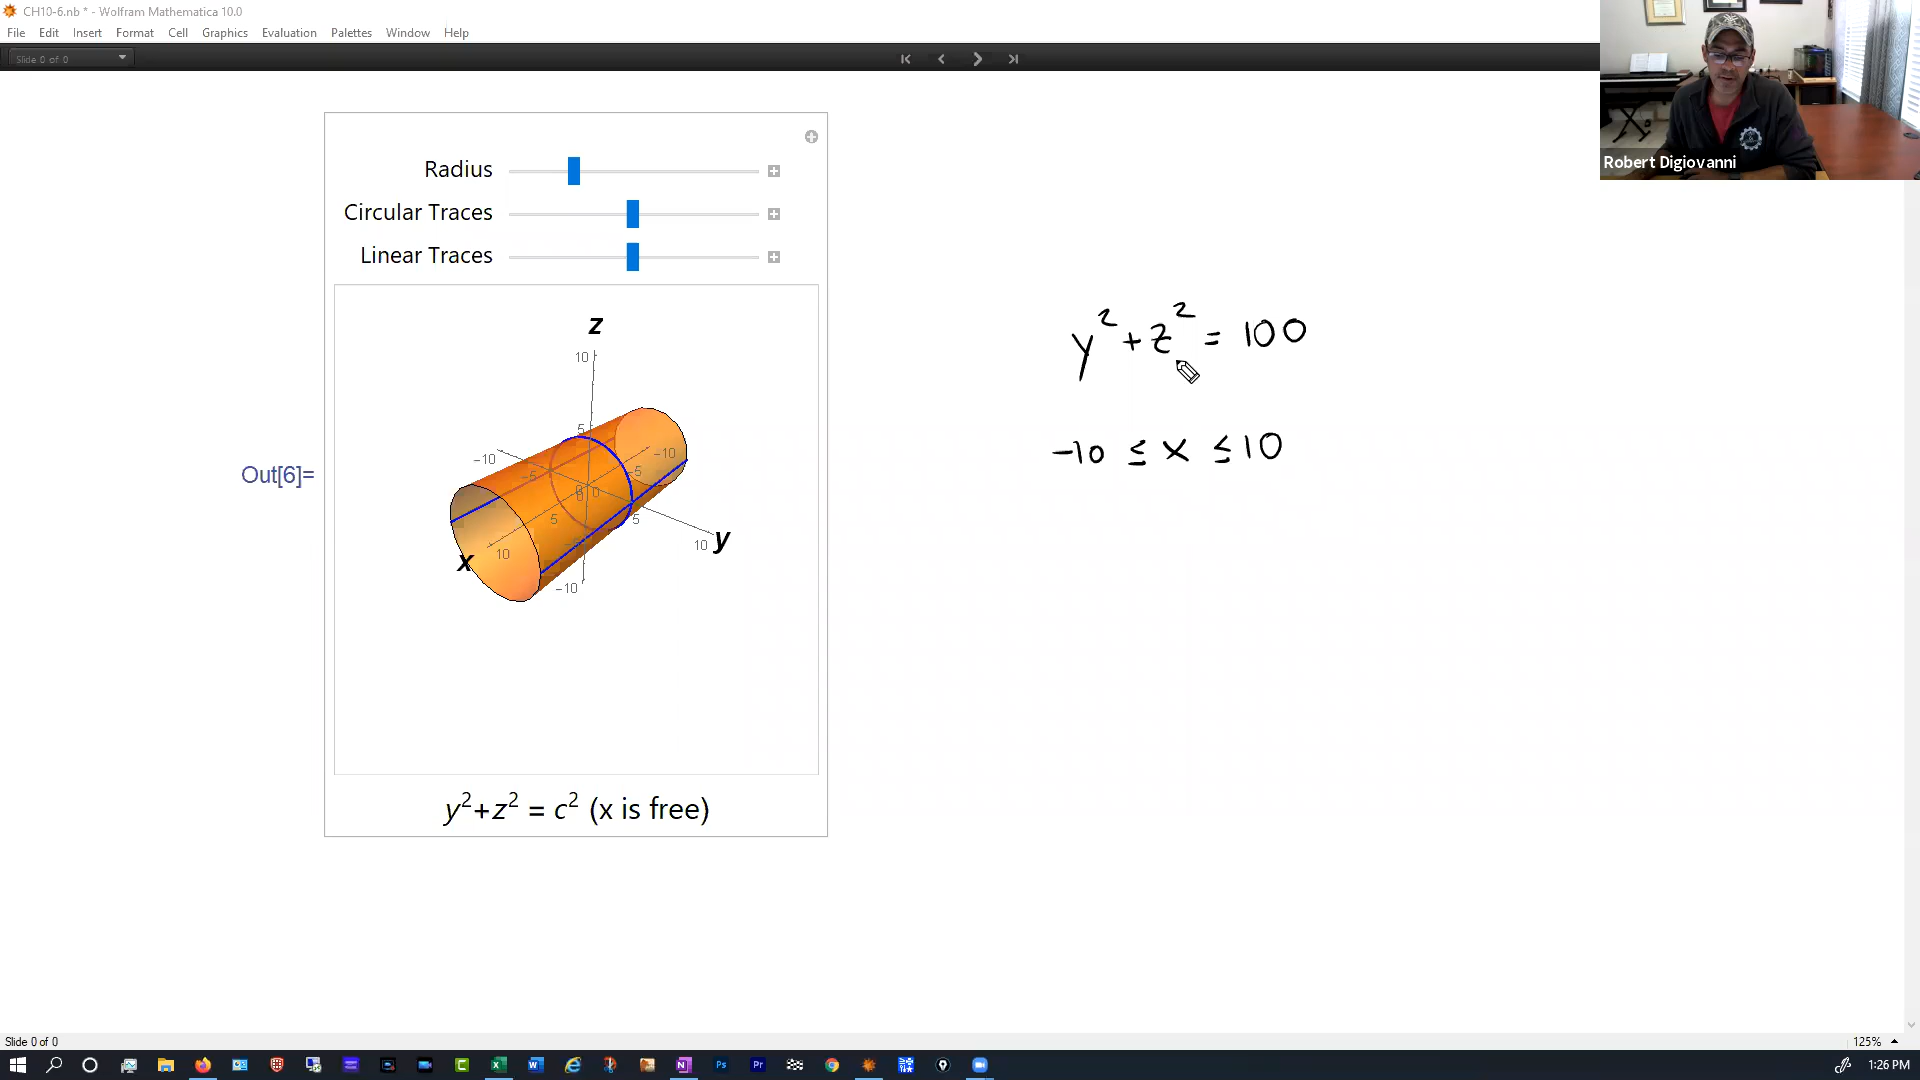 CH10-6.nb * - Wolfram Mathematica 10.0
File Edit Insert Format Cell Graphics Evaluation Palettes Window Help
Slide 0 of 0
Robert Digiovanni
Radius
Circular Traces
Linear Traces
z
10
5
-10
-5
-10
-5
0
0
5
5
10
10
y
x
-10
Out[6]=
y²+z² = c² (x is free)
y² + z² = 100
-10 ≤ x ≤ 10
Slide 0 of 0
125%
1:26 PM